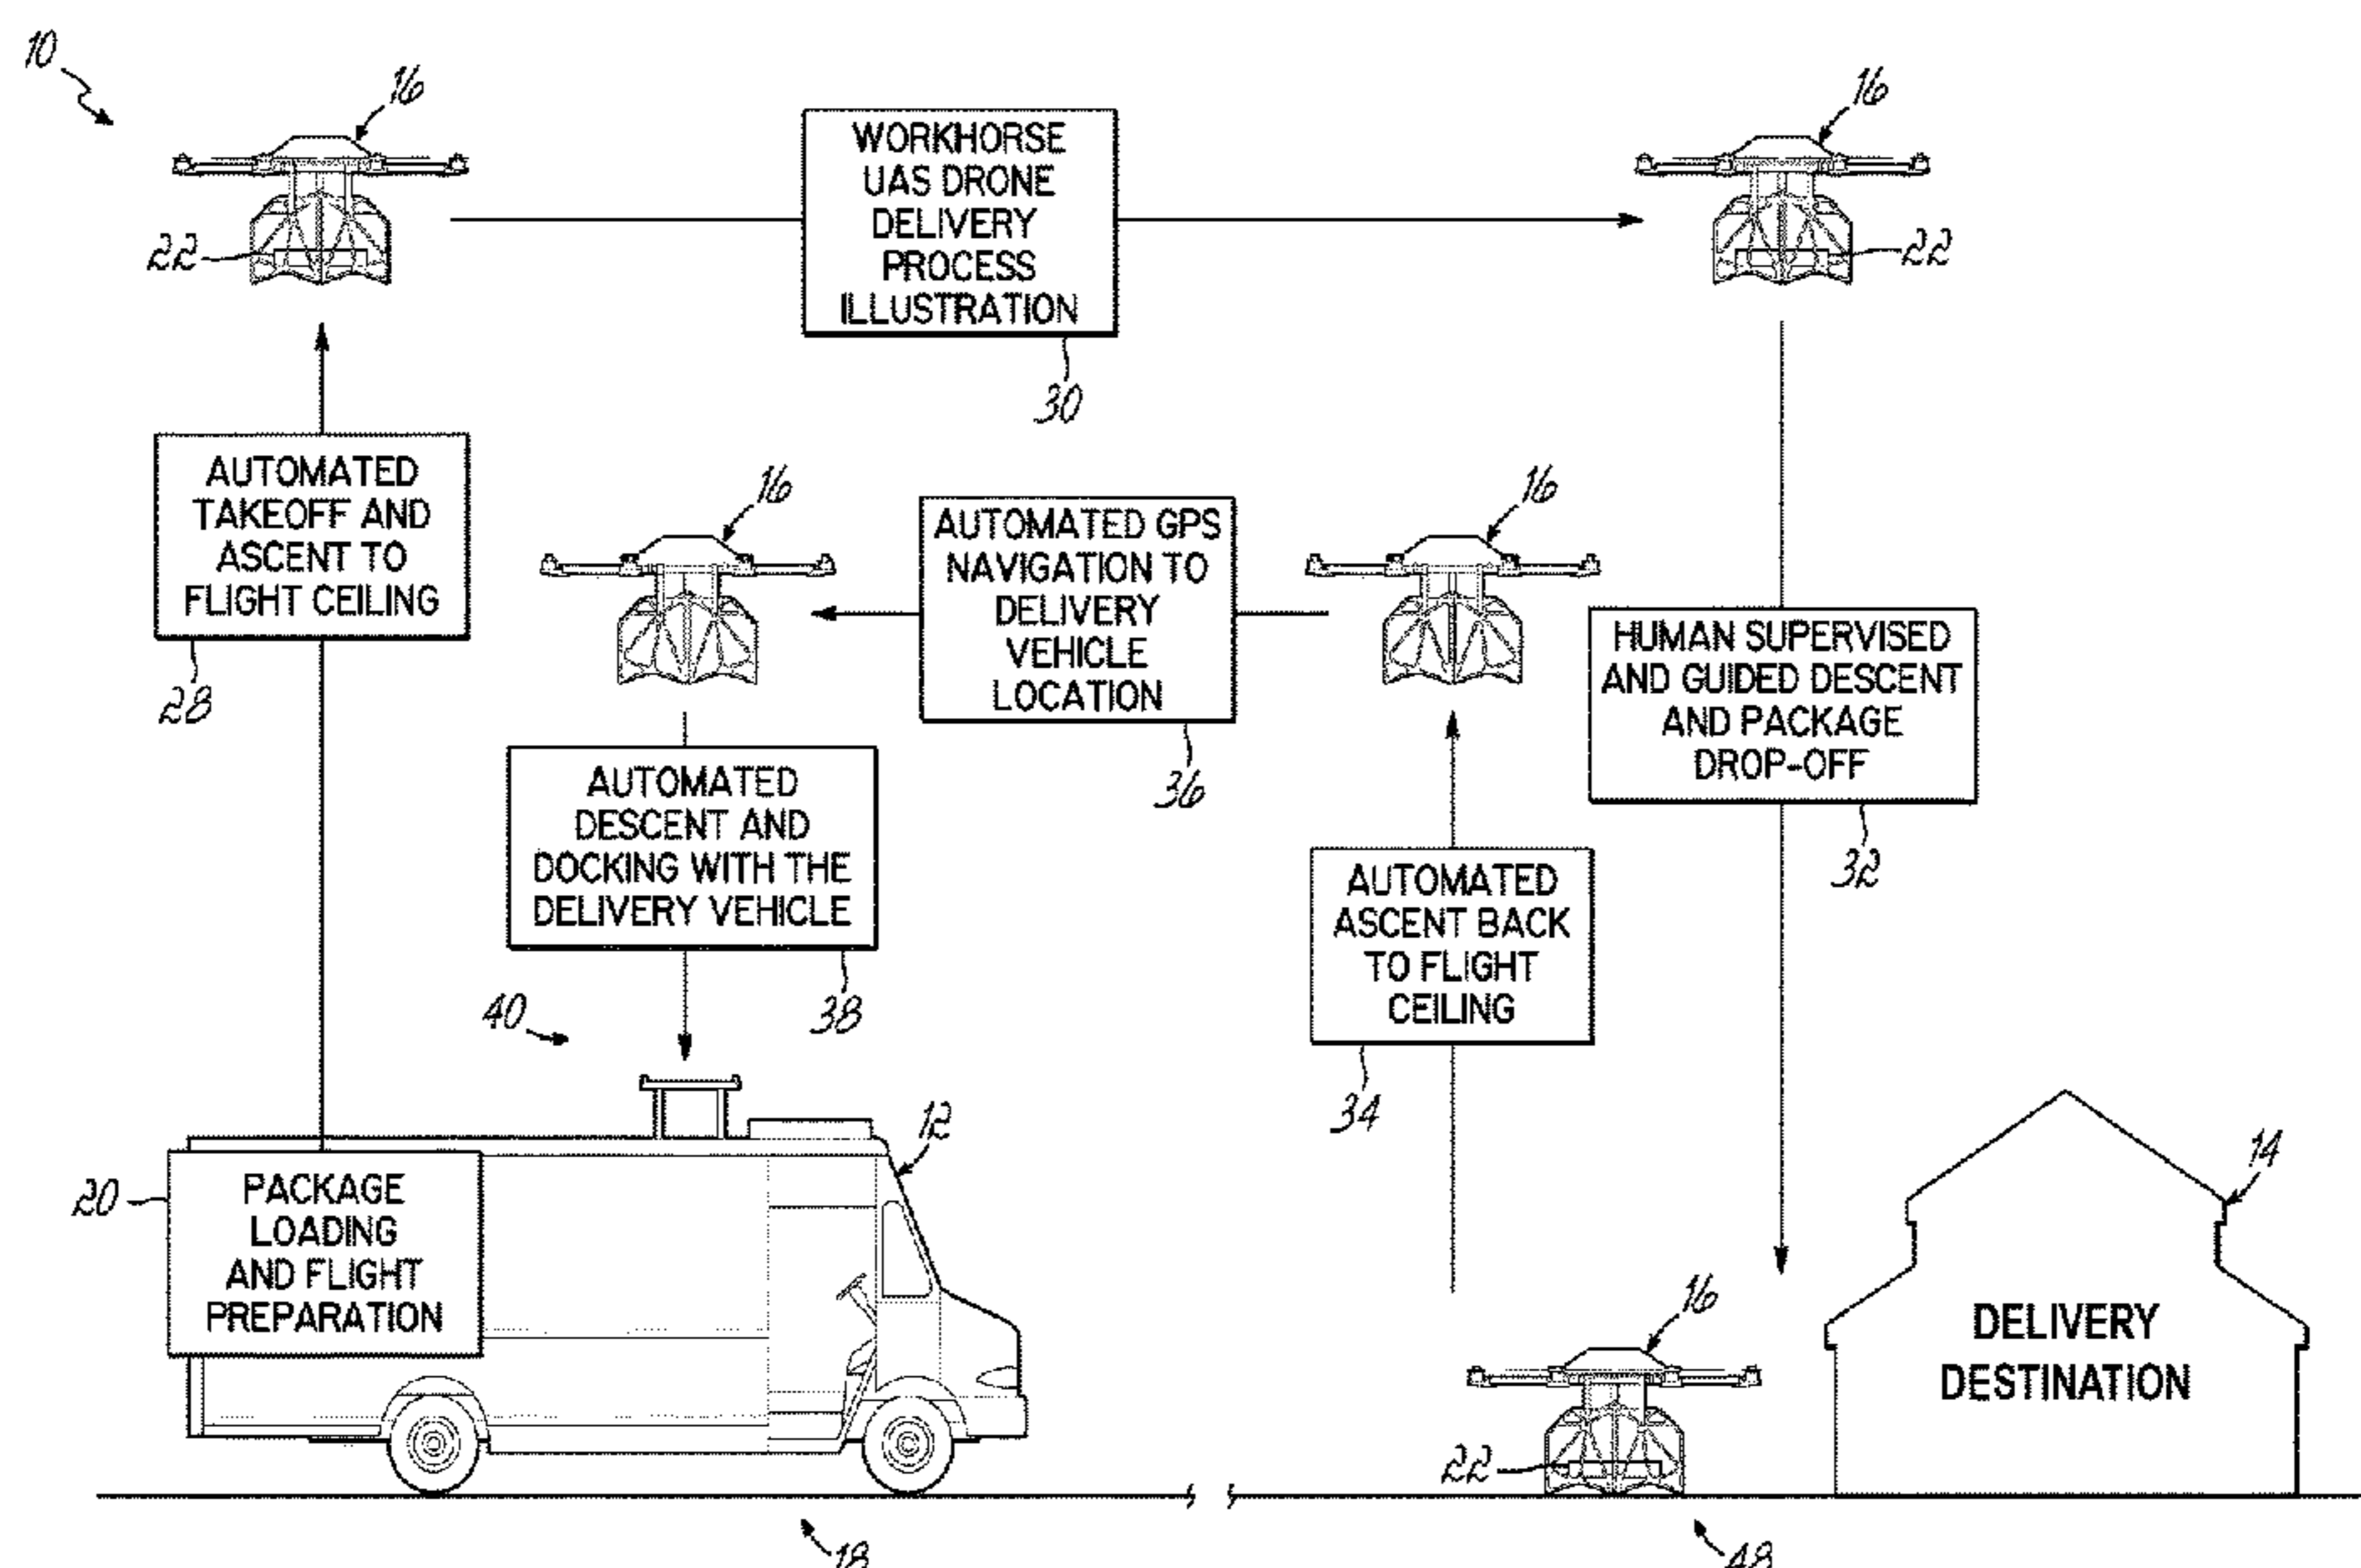 10
16
16
WORKHORSE
UAS DRONE
DELIVERY
PROCESS
ILLUSTRATION
22
22
30
AUTOMATED
TAKEOFF AND
ASCENT TO
FLIGHT CEILING
28
16
AUTOMATED GPS
NAVIGATION TO
DELIVERY
VEHICLE
LOCATION
36
16
HUMAN SUPERVISED
AND GUIDED DESCENT
AND PACKAGE
DROP-OFF
32
AUTOMATED
DESCENT AND
DOCKING WITH THE
DELIVERY VEHICLE
38
AUTOMATED
ASCENT BACK
TO FLIGHT
CEILING
34
40
12
14
20
PACKAGE
LOADING
AND FLIGHT
PREPARATION
16
DELIVERY
DESTINATION
22
18
48